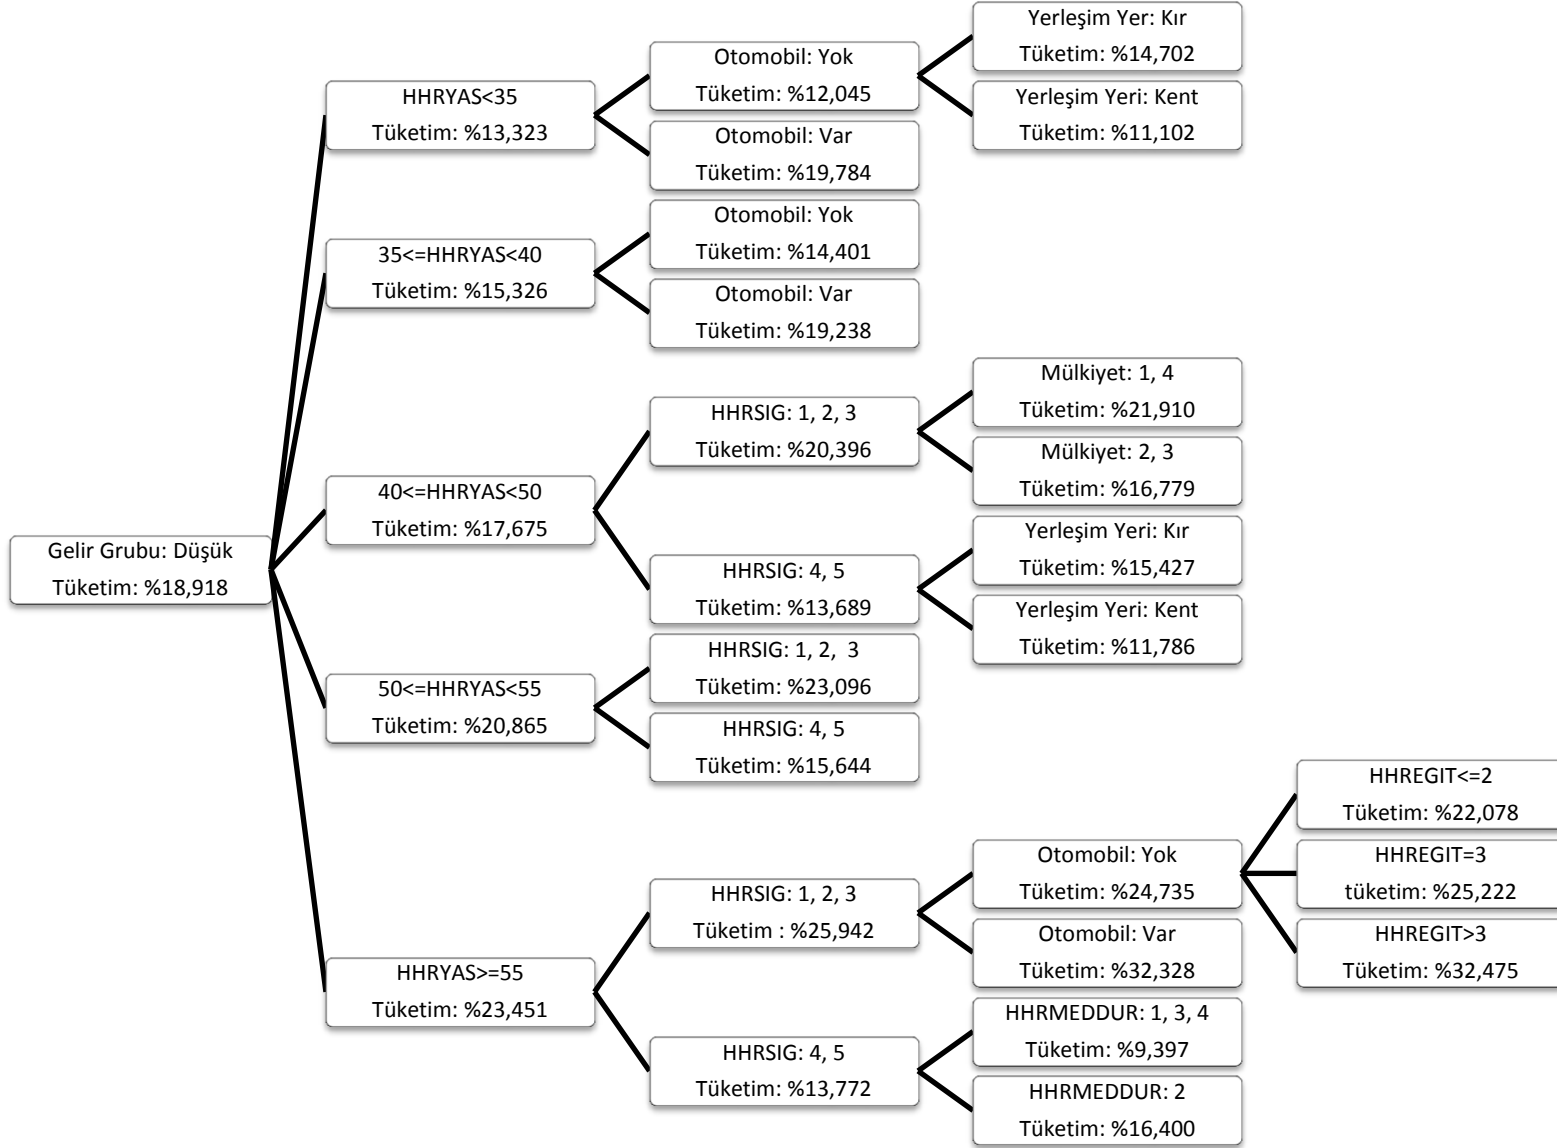 Gelir Grubu: Düşük
Tüketim: %18,918
HHRYAS<35
Tüketim: %13,323
Otomobil: Yok
Tüketim: %12,045
Yerleşim Yer: Kır
Tüketim: %14,702
Yerleşim Yeri: Kent
Tüketim: %11,102
Otomobil: Var
Tüketim: %19,784
35<=HHRYAS<40
Tüketim: %15,326
Otomobil: Yok
Tüketim: %14,401
Otomobil: Var
Tüketim: %19,238
40<=HHRYAS<50
Tüketim: %17,675
HHRSIG: 1, 2, 3
Tüketim: %20,396
Mülkiyet: 1, 4
Tüketim: %21,910
Mülkiyet: 2, 3
Tüketim: %16,779
HHRSIG: 4, 5
Tüketim: %13,689
Yerleşim Yeri: Kır
Tüketim: %15,427
Yerleşim Yeri: Kent
Tüketim: %11,786
50<=HHRYAS<55
Tüketim: %20,865
HHRSIG: 1, 2,  3
Tüketim: %23,096
HHRSIG: 4, 5
Tüketim: %15,644
HHRYAS>=55
Tüketim: %23,451
HHRSIG: 1, 2, 3
Tüketim : %25,942
Otomobil: Yok
Tüketim: %24,735
HHREGIT<=2
Tüketim: %22,078
HHREGIT=3
tüketim: %25,222
HHREGIT>3
Tüketim: %32,475
Otomobil: Var
Tüketim: %32,328
HHRSIG: 4, 5
Tüketim: %13,772
HHRMEDDUR: 1, 3, 4
Tüketim: %9,397
HHRMEDDUR: 2
Tüketim: %16,400